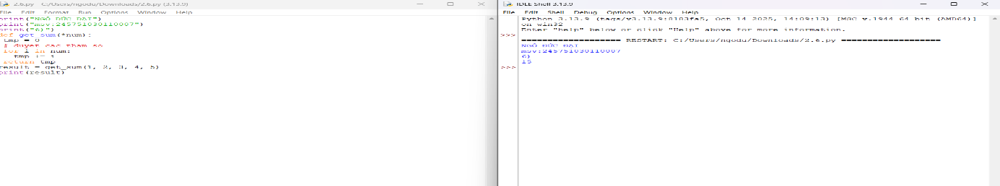 2.6.py - C:/Users/ngodu/Downloads/2.6.py (3.13.9)
File Edit Format Run Options Window Help
print("NGÔ ĐỨC ĐẠI")
print("msv:245751030110007")
print("6)")
def get_sum(*num):
tmp = 0
# duyet cac tham so
for i in num:
tmp += i
return tmp
result = get_sum(1, 2, 3, 4, 5)
print(result)
IDLE Shell 3.13.9
File Edit Shell Debug Options Window Help
Python 3.13.9 (tags/v3.13.9:8183fa5, Oct 14 2025, 14:09:13) [MSC v.1944 64 bit (AMD64)]
on win32
Enter "help" below or click "Help" above for more information.
>>>
=================== RESTART: C:/Users/ngodu/Downloads/2.6.py ===================
NGÔ ĐỨC ĐẠI
msv:245751030110007
6)
15
>>>